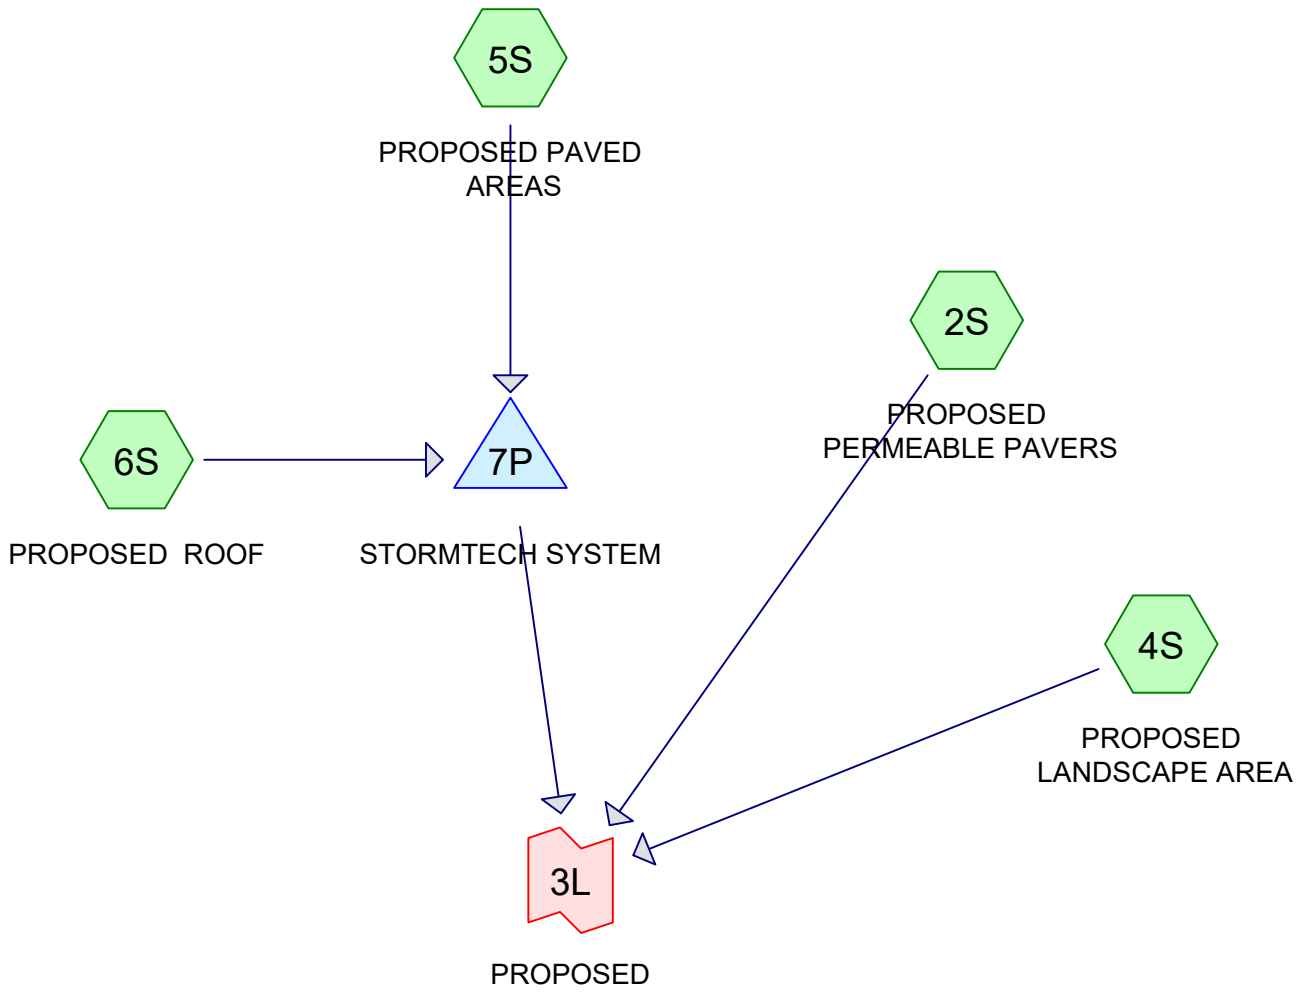 5S
PROPOSED PAVED
AREAS
2S
PROPOSED
PERMEABLE PAVERS
6S
PROPOSED  ROOF
7P
STORMTECH SYSTEM
4S
PROPOSED
LANDSCAPE AREA
3L
PROPOSED